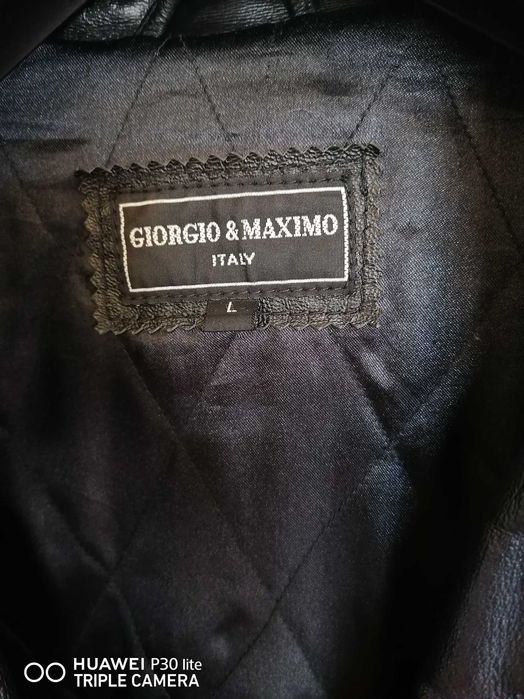 GIORGIO & MAXIMO
ITALY
L
HUAWEI P30 lite
TRIPLE CAMERA